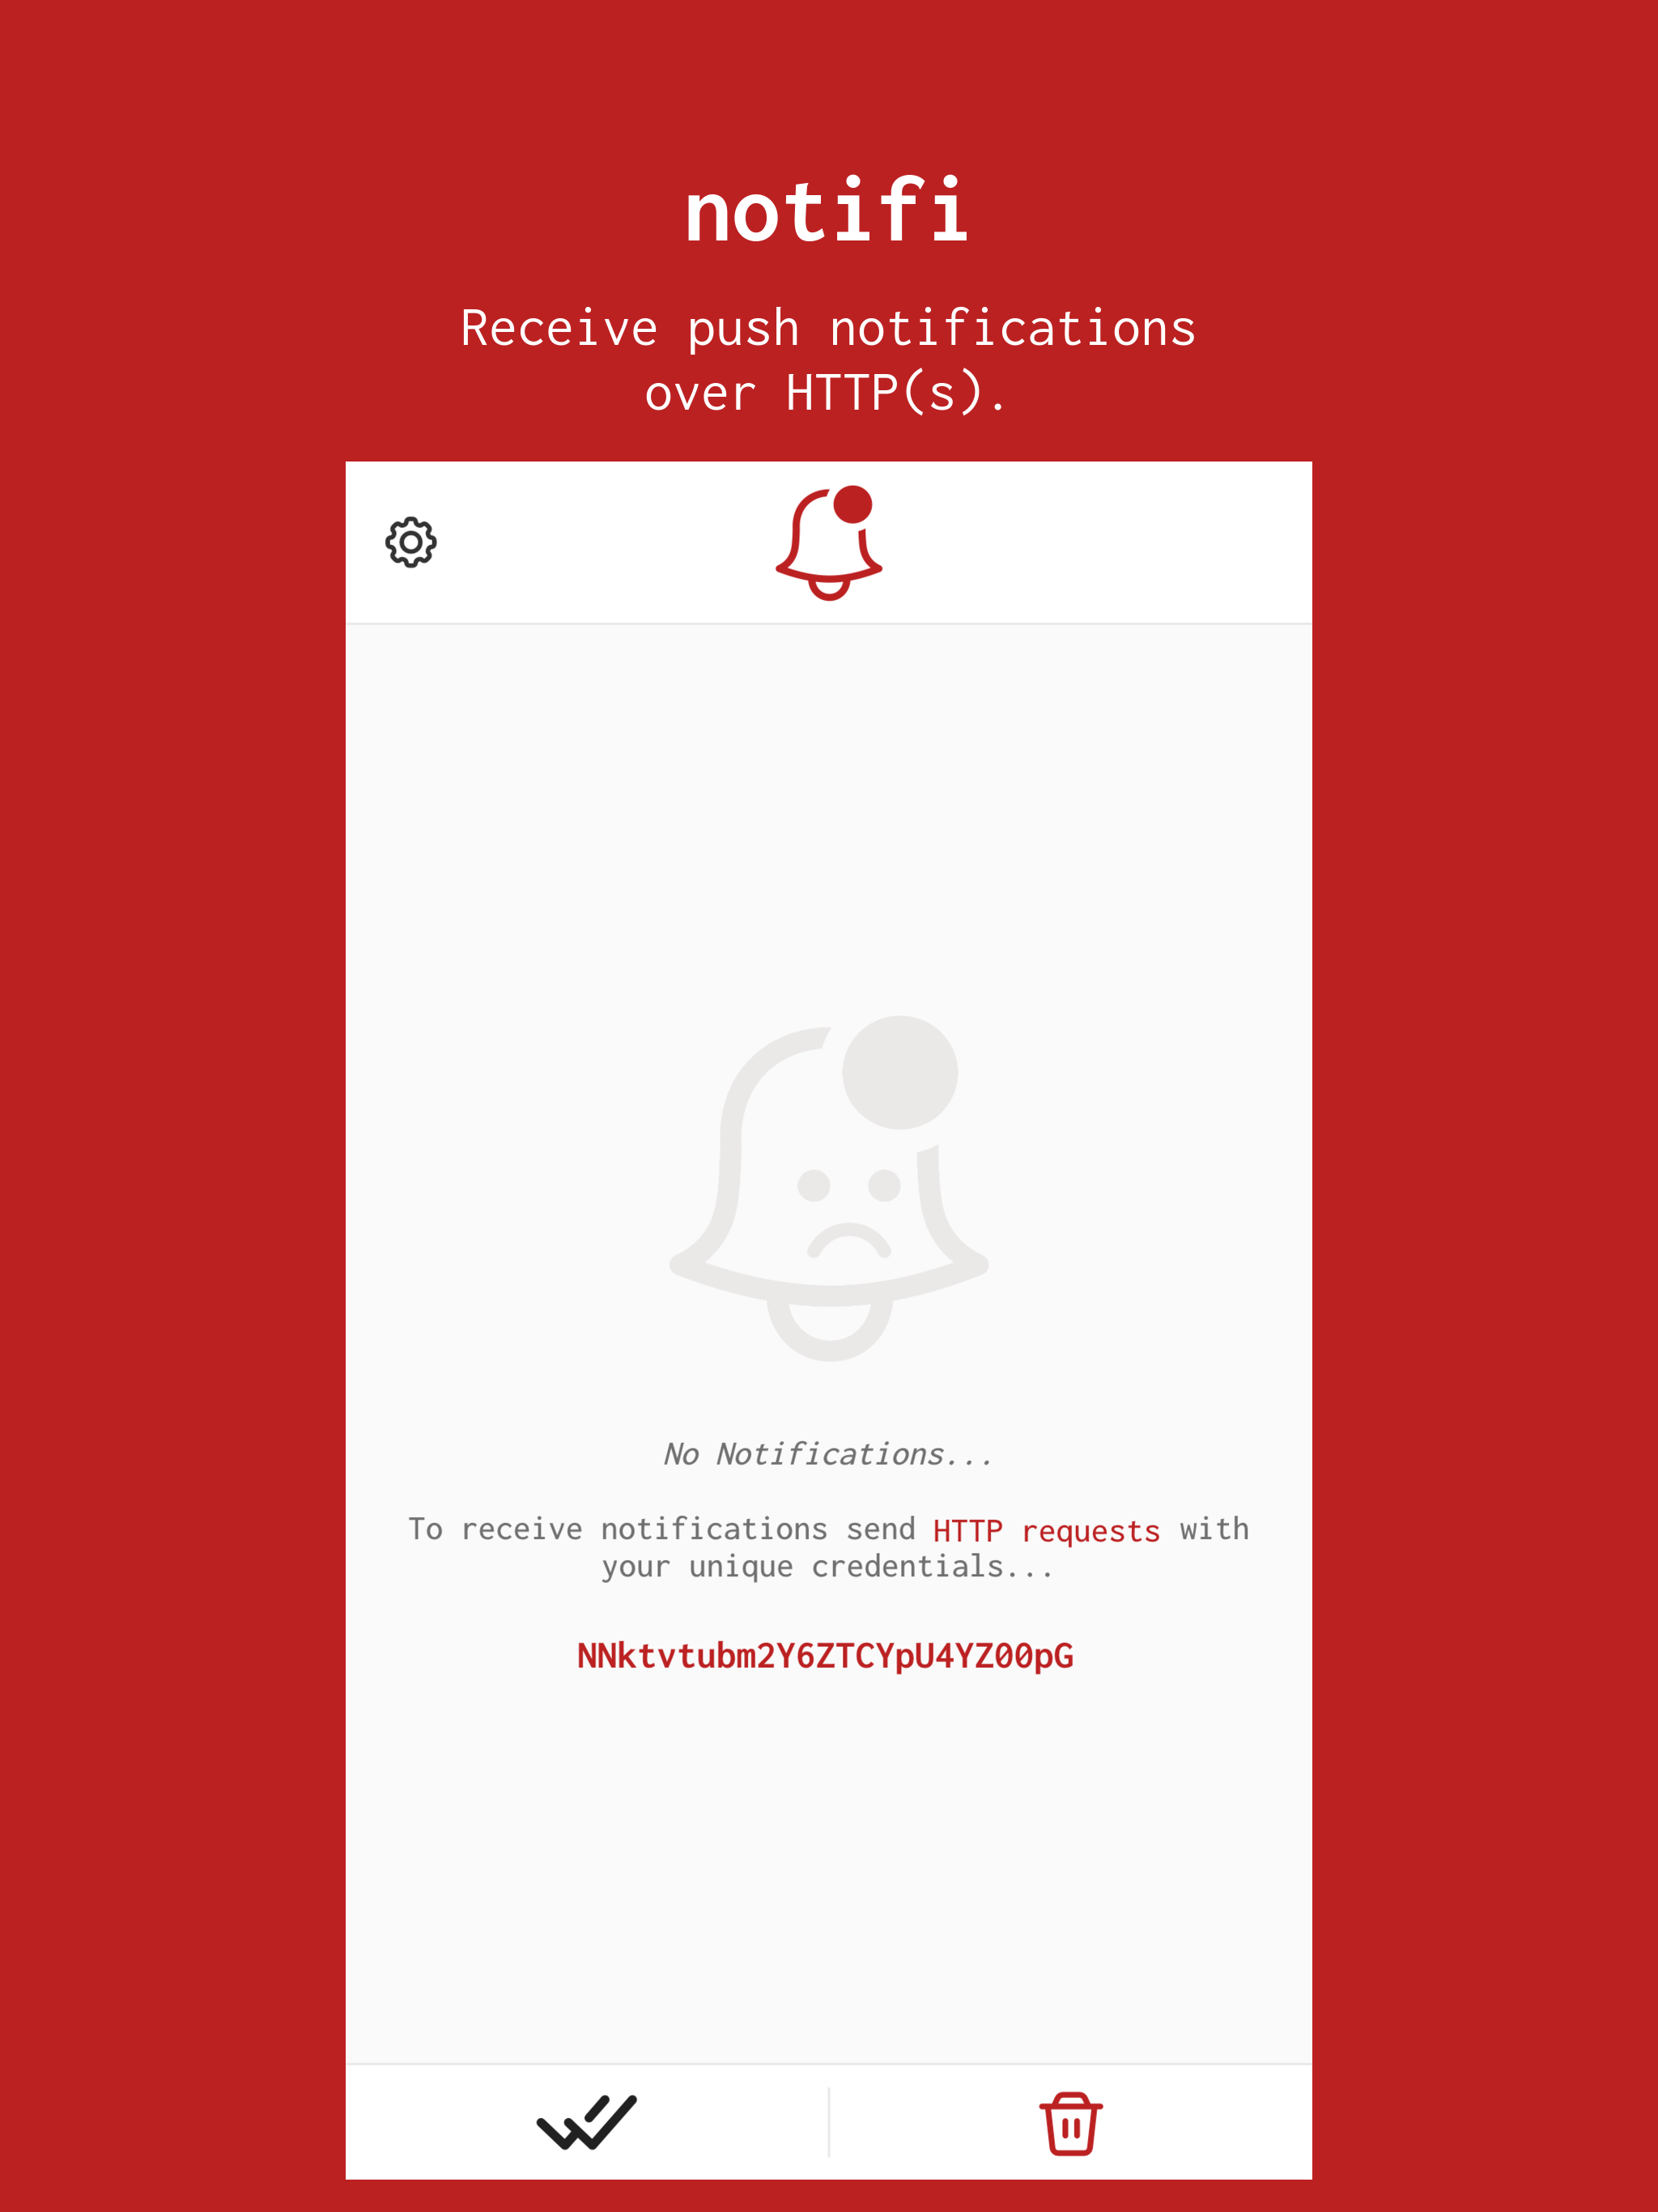 notifi
Receive push notifications
over HTTP(s).
No Notifications...
To receive notifications send HTTP requests with
your unique credentials...
NNktvtubm2Y6ZTCYpU4YZ00pG